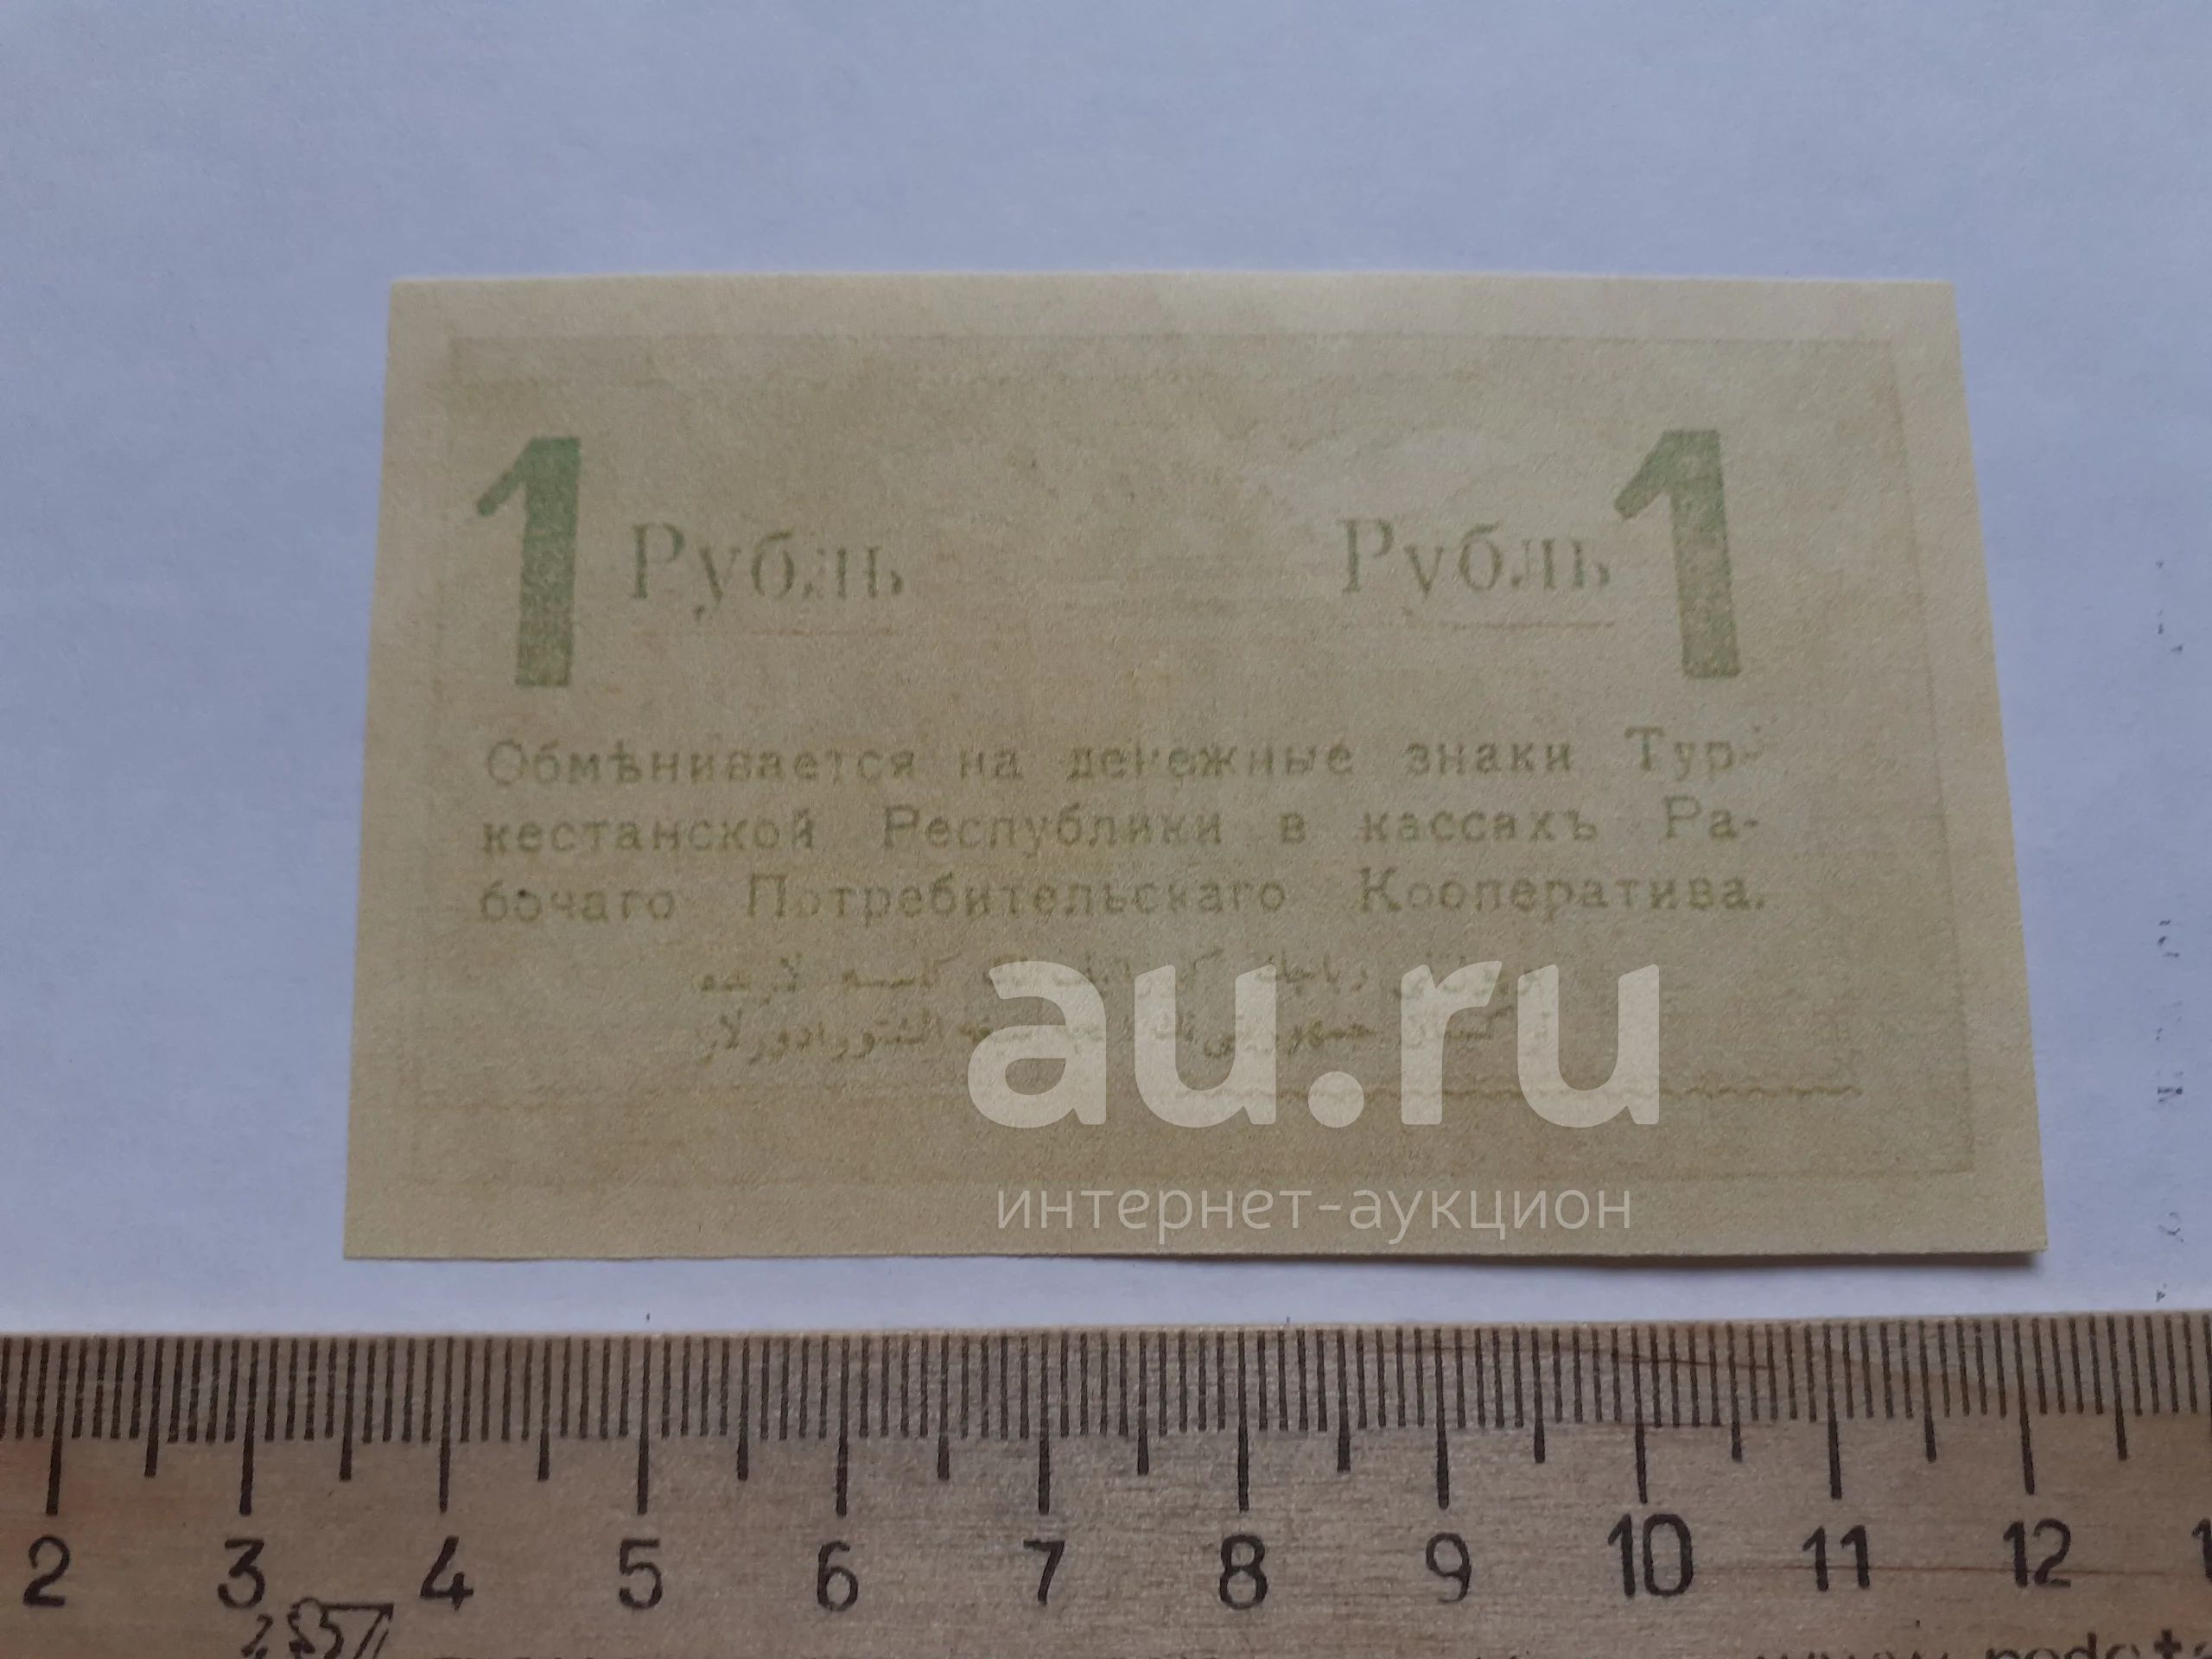 1 Рубль Рубль 1
Обмѣнивается на денежные знаки Тур-
кестанской Республики в кассахъ Ра-
бочаго Потребительскаго Кооператива.
au.ru
интернет-аукцион
2 3 4 5 6 7 8 9 10 11 12